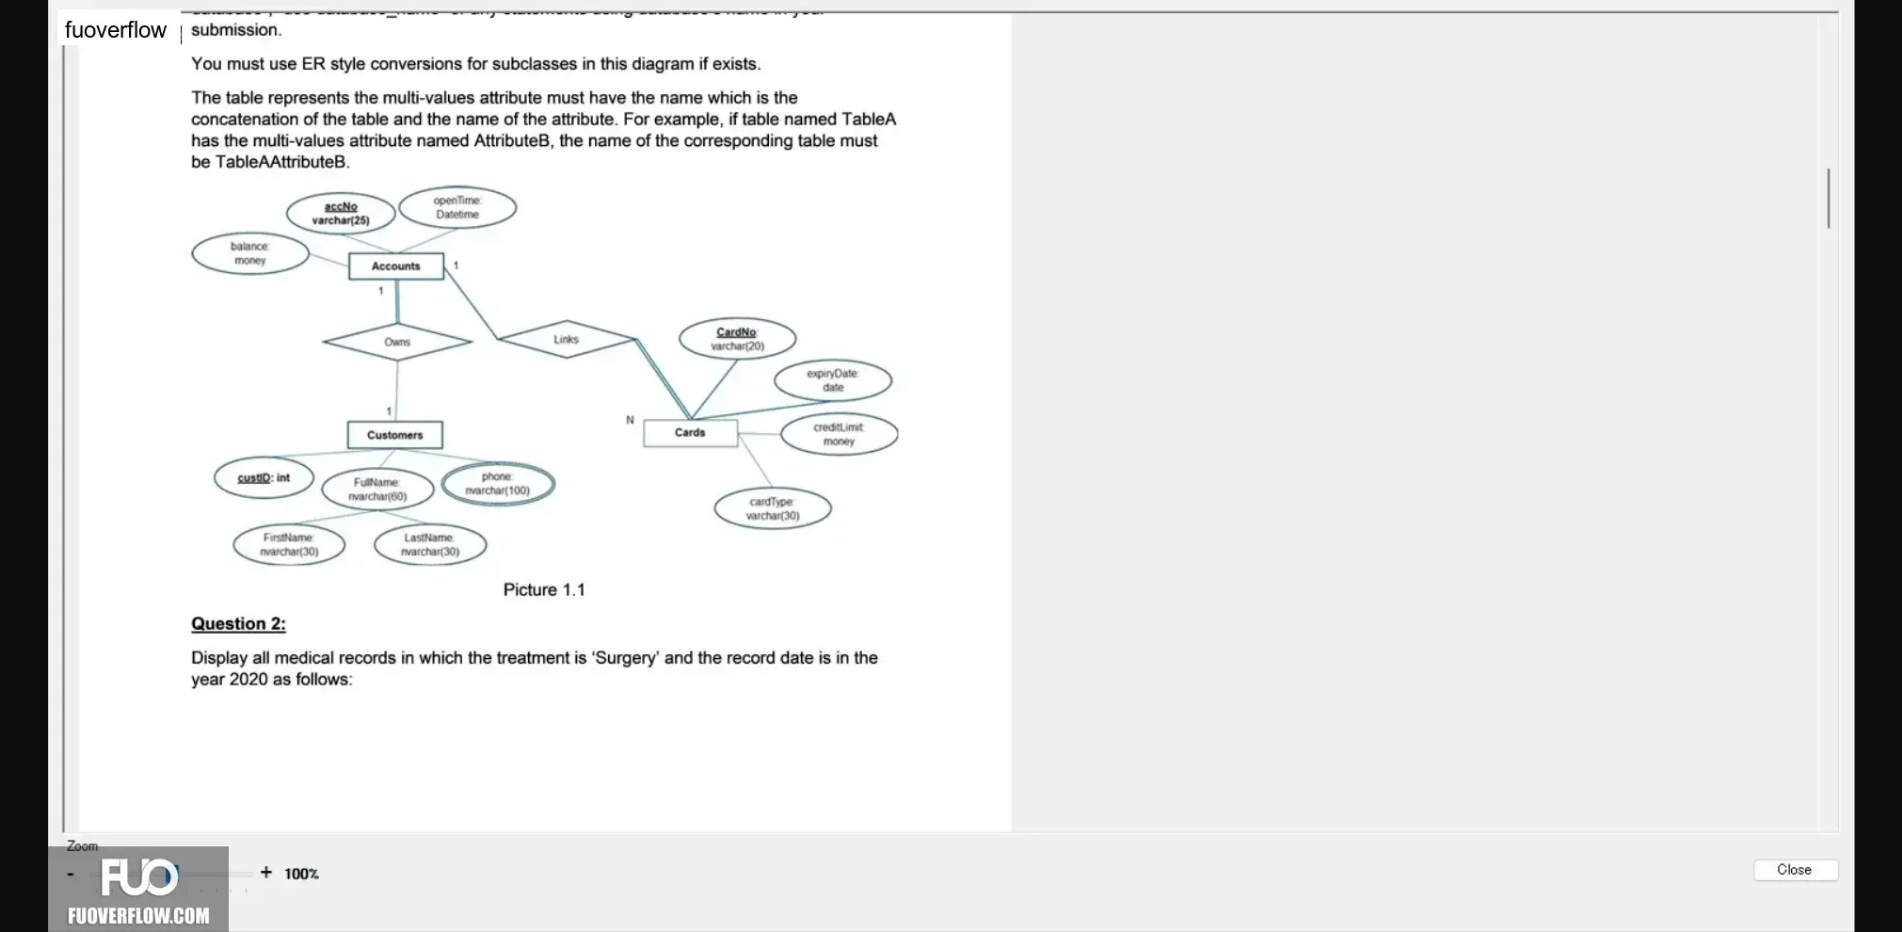 fuoverflow
submission.
You must use ER style conversions for subclasses in this diagram if exists.
The table represents the multi-values attribute must have the name which is the
concatenation of the table and the name of the attribute. For example, if table named TableA
has the multi-values attribute named AttributeB, the name of the corresponding table must
be TableAAttributeB.
accNo
varchar(25)
openTime:
Datetime
balance:
money
Accounts
1
1
Owns
Links
CardNo:
varchar(20)
expiryDate:
date
1
N
Customers
Cards
creditLimit:
money
custID: int
FullName:
nvarchar(60)
phone:
nvarchar(100)
cardType:
varchar(30)
FirstName:
nvarchar(30)
LastName:
nvarchar(30)
Picture 1.1
Question 2:
Display all medical records in which the treatment is ‘Surgery’ and the record date is in the
year 2020 as follows:
Zoom
- + 100%
Close
FUO
FUOVERFLOW.COM